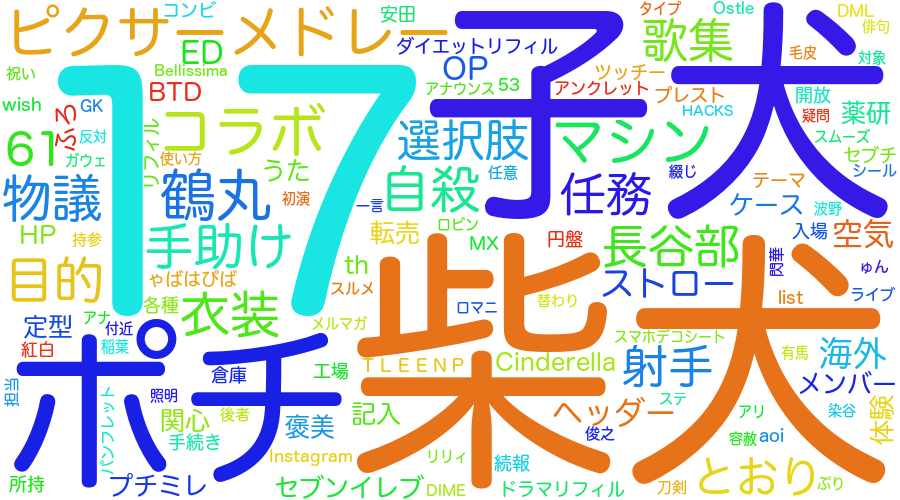 ピクサーメドレー
コンビ
安田
歌集
タイプ
Ostle
DML
俳句
祝い
ED
Bellissima
ダイエットリフィル
OP
アナウンス
53
ツッチー
毛皮
対象
wish
ふろ
GK
BTD
17
子犬
アンクレット
プレスト
HACKS
開放
疑問
薬研
61
反対
ガウェ
リフィル
コラボ
選択肢
マシン
スムーズ
セブチ
シール
物議
使い方
鶴丸
うた
初演
自殺
任意
任務
綴じ
テーマ
ケース
波野
HP
持参
手助け
一言
転売
ロビン
MX
円盤
長谷部
入場
空気
目的
ゃばはぴば
th
スルメ
柴犬
ストロー
閃華
ゅん
各種
衣装
メルマガ
ロマニ
替わり
list
ライブ
定型
アナ
付近
稲葉
紅白
ポチ
工場
TLEENP
Cinderella
スマホデコシート
射手
有馬
海外
倉庫
メンバー
担当
パンフレット
照明
関心
後者
褒美
記入
ヘッダー
ステ
アリ
染谷
体験
手続き
容赦
aoi
俊之
Instagram
リリィ
続報
とおり
所持
プチミレ
セブンイレブ
DIME
ドラマリフィル
刀剣
ぷり